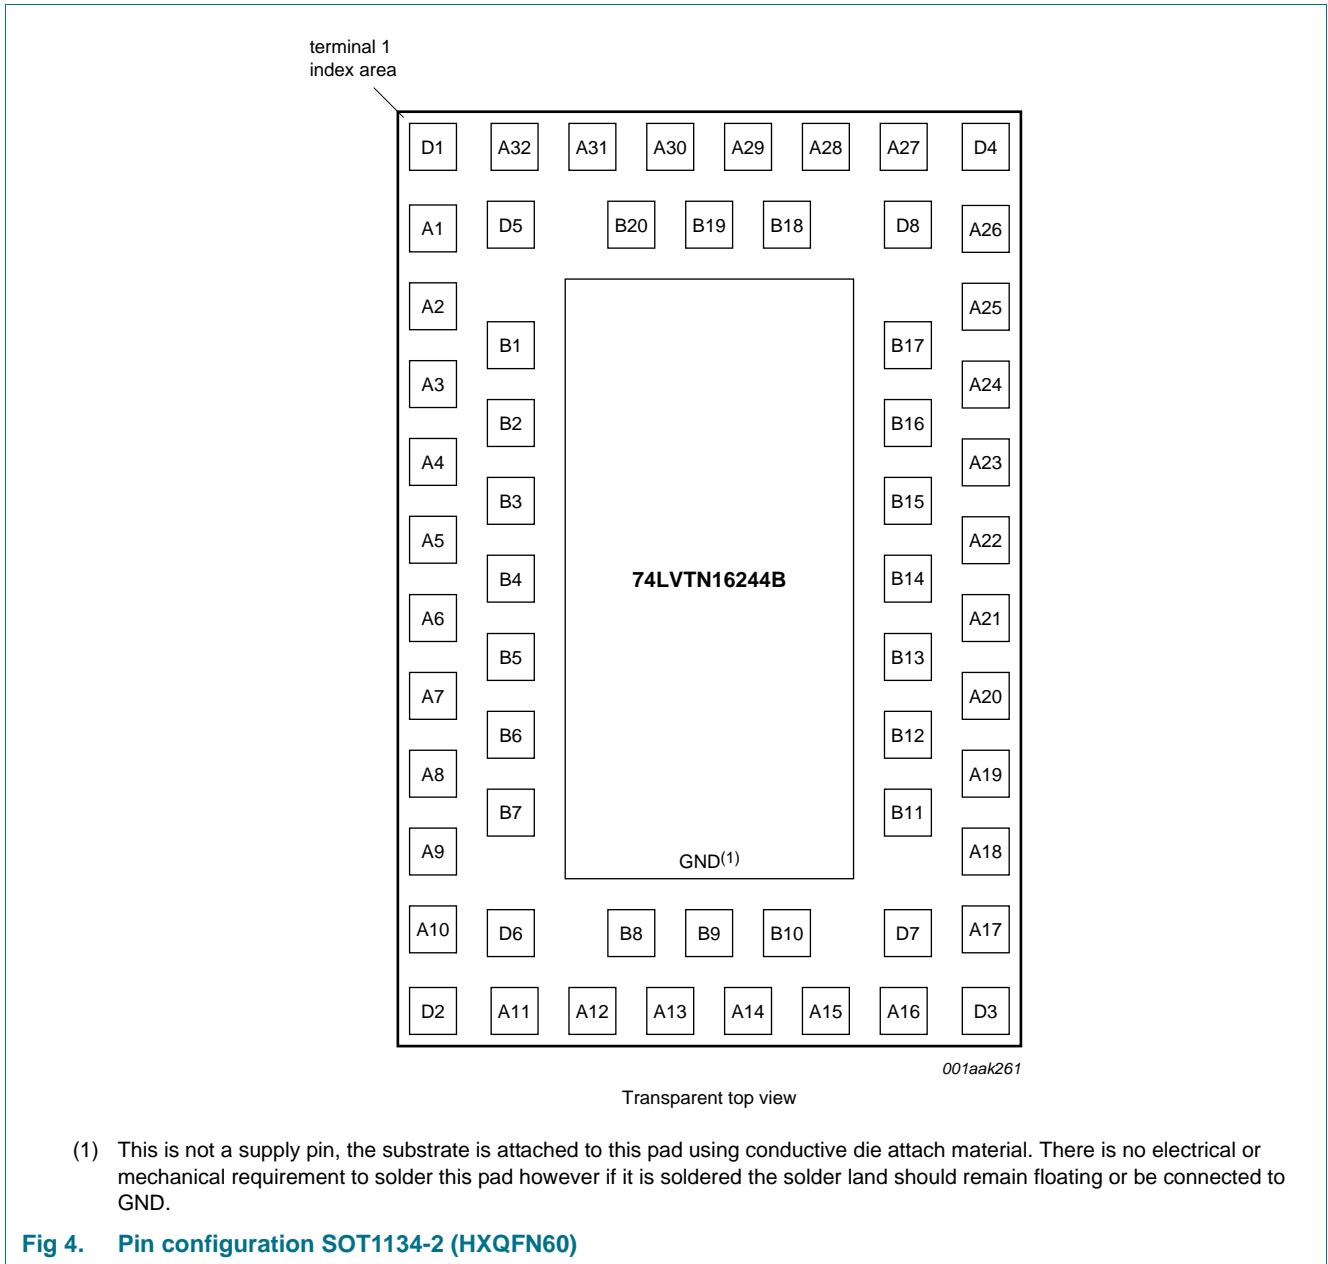 terminal 1
index area
D1 A32 A31 A30 A29 A28 A27 D4
A1 D5 B20 B19 B18 D8 A26
A2 A25
B1 B17
A3 A24
B2 B16
A4 A23
B3 B15
A5 A22
B4 74LVTN16244B B14
A6 A21
B5 B13
A7 A20
B6 B12
A8 A19
B7 B11
A9 A18
GND(1)
A10 D6 B8 B9 B10 D7 A17
D2 A11 A12 A13 A14 A15 A16 D3
001aak261
Transparent top view
(1) This is not a supply pin, the substrate is attached to this pad using conductive die attach material. There is no electrical or
mechanical requirement to solder this pad however if it is soldered the solder land should remain floating or be connected to
GND.
Fig 4. Pin configuration SOT1134-2 (HXQFN60)